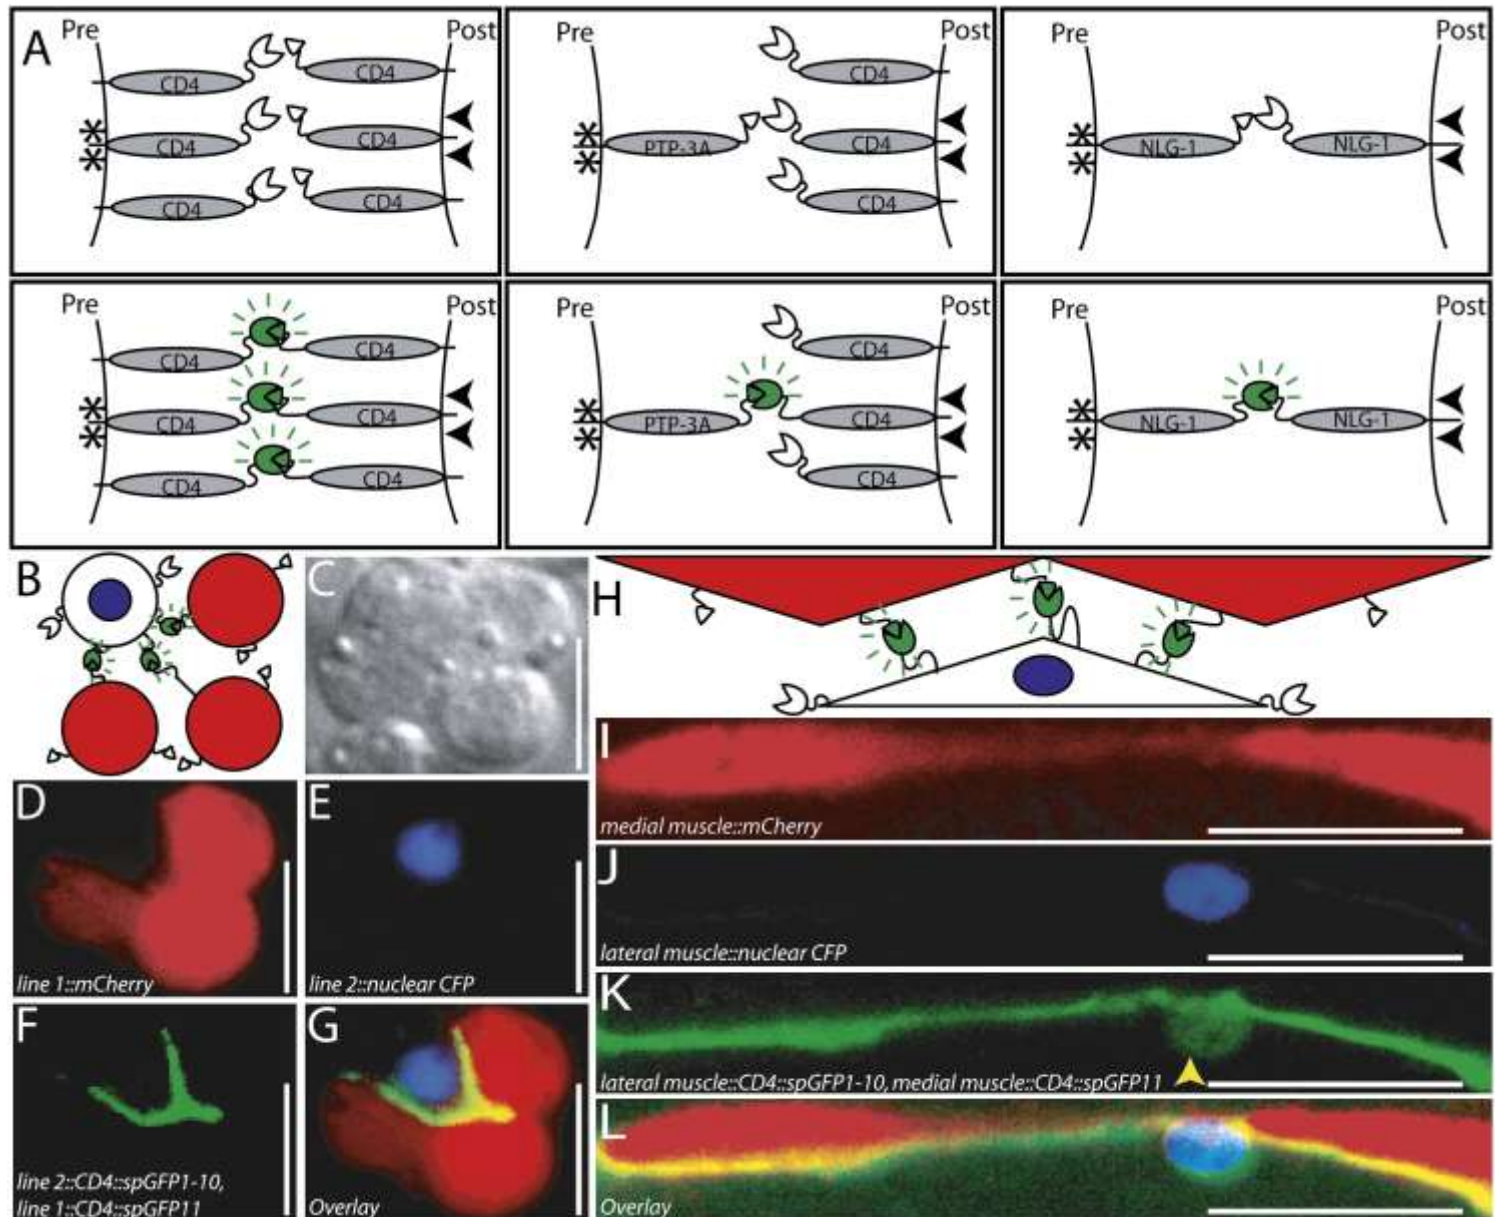 A
Pre
Post
CD4
CD4
CD4
CD4
CD4
CD4
Pre
Post
CD4
PTP-3A
CD4
CD4
Pre
Post
NLG-1
NLG-1
Pre
Post
CD4
CD4
CD4
CD4
CD4
CD4
Pre
Post
CD4
PTP-3A
CD4
CD4
Pre
Post
NLG-1
NLG-1
B
C
D
line 1::mCherry
E
line 2::nuclear CFP
F
line 2::CD4::spGFP1-10,
line 1::CD4::spGFP11
G
Overlay
H
I
medial muscle::mCherry
J
lateral muscle::nuclear CFP
K
lateral muscle::CD4::spGFP1-10, medial muscle::CD4::spGFP11
L
Overlay